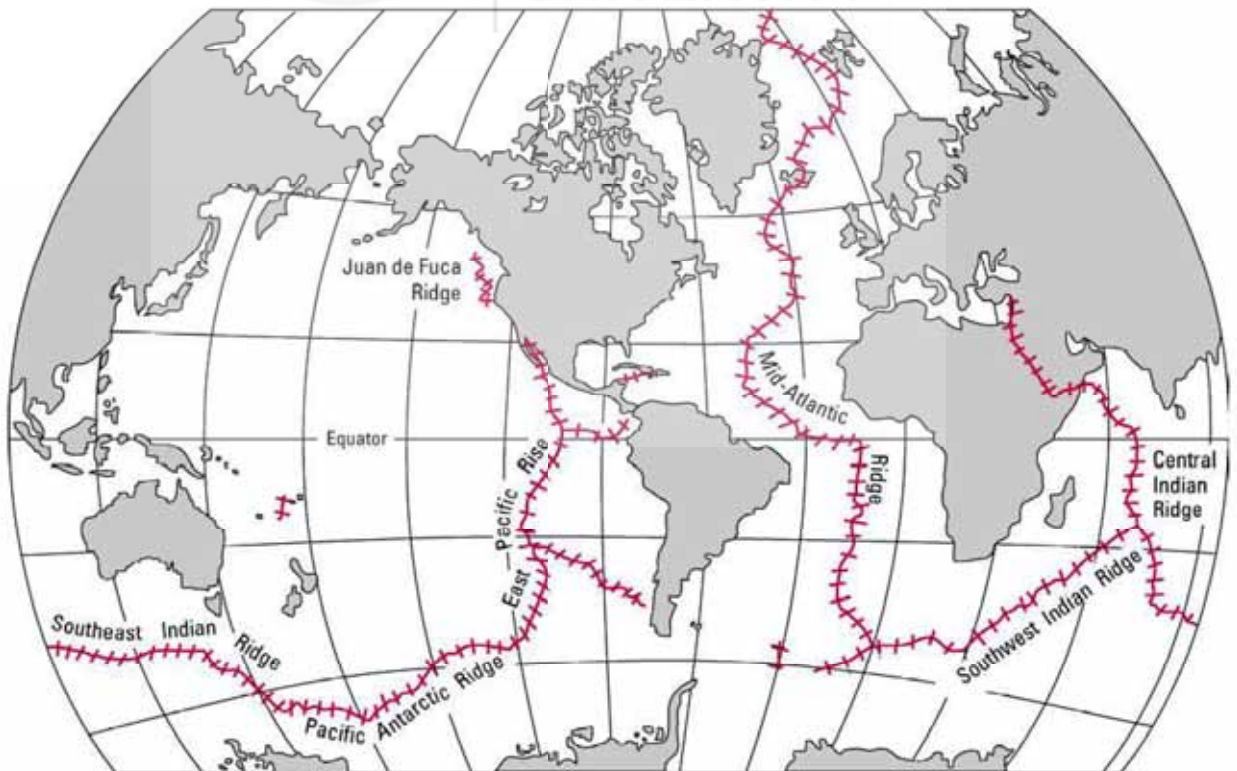 Juan de Fuca
Ridge
Mid-Atlantic
Ridge
Equator
East Pacific Rise
Central
Indian
Ridge
Southwest Indian Ridge
Southeast Indian Ridge
Pacific Antarctic Ridge